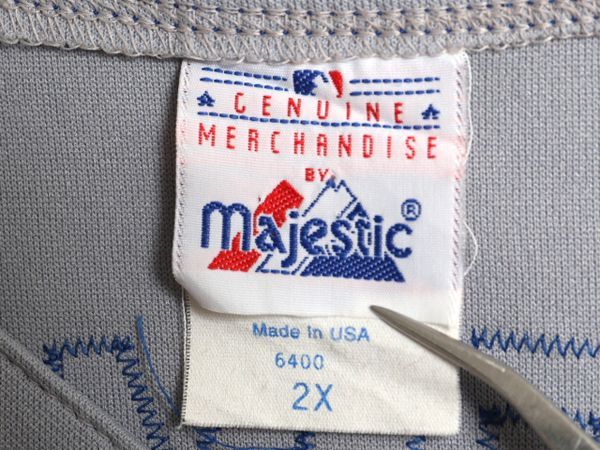 GENUINE
MERCHANDISE
BY
Majestic®
Made in USA
6400
2X